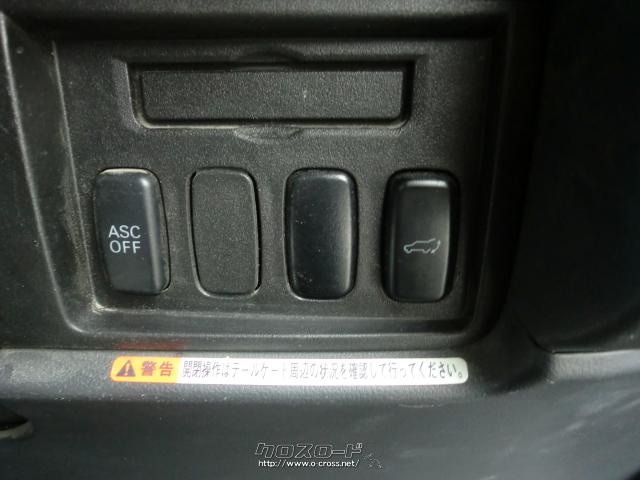 ASC
OFF
警告 開閉操作はテールゲート周辺の状況を確認して行ってください。
クロスロード
http://www.o-cross.net/